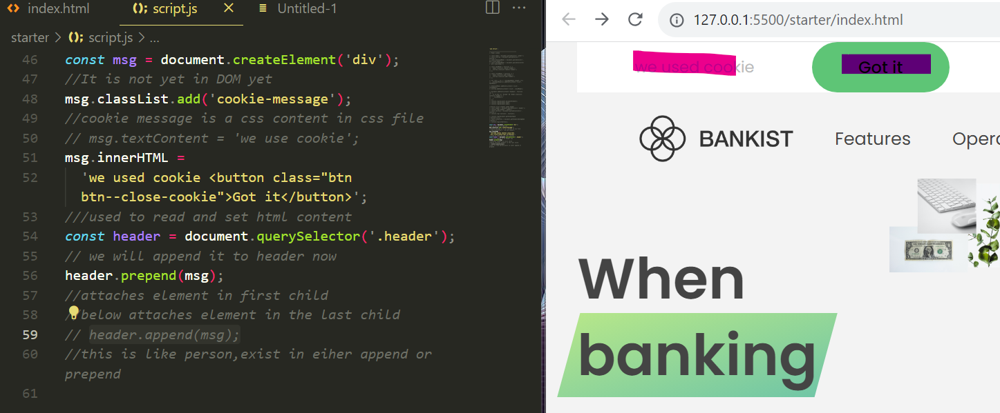 index.html
(); script.js
Untitled-1
starter > (); script.js > ...
46 const msg = document.createElement('div');
47 //It is not yet in DOM yet
48 msg.classList.add('cookie-message');
49 //cookie message is a css content in css file
50 // msg.textContent = 'we use cookie';
51 msg.innerHTML =
52 'we used cookie <button class="btn
btn--close-cookie">Got it</button>';
53 ///used to read and set html content
54 const header = document.querySelector('.header');
55 // we will append it to header now
56 header.prepend(msg);
57 //attaches element in first child
58 //below attaches element in the last child
59 // header.append(msg);
60 //this is like person,exist in eiher append or
prepend
61
127.0.0.1:5500/starter/index.html
we used cookie
Got it
BANKIST
Features
Opera
When
banking